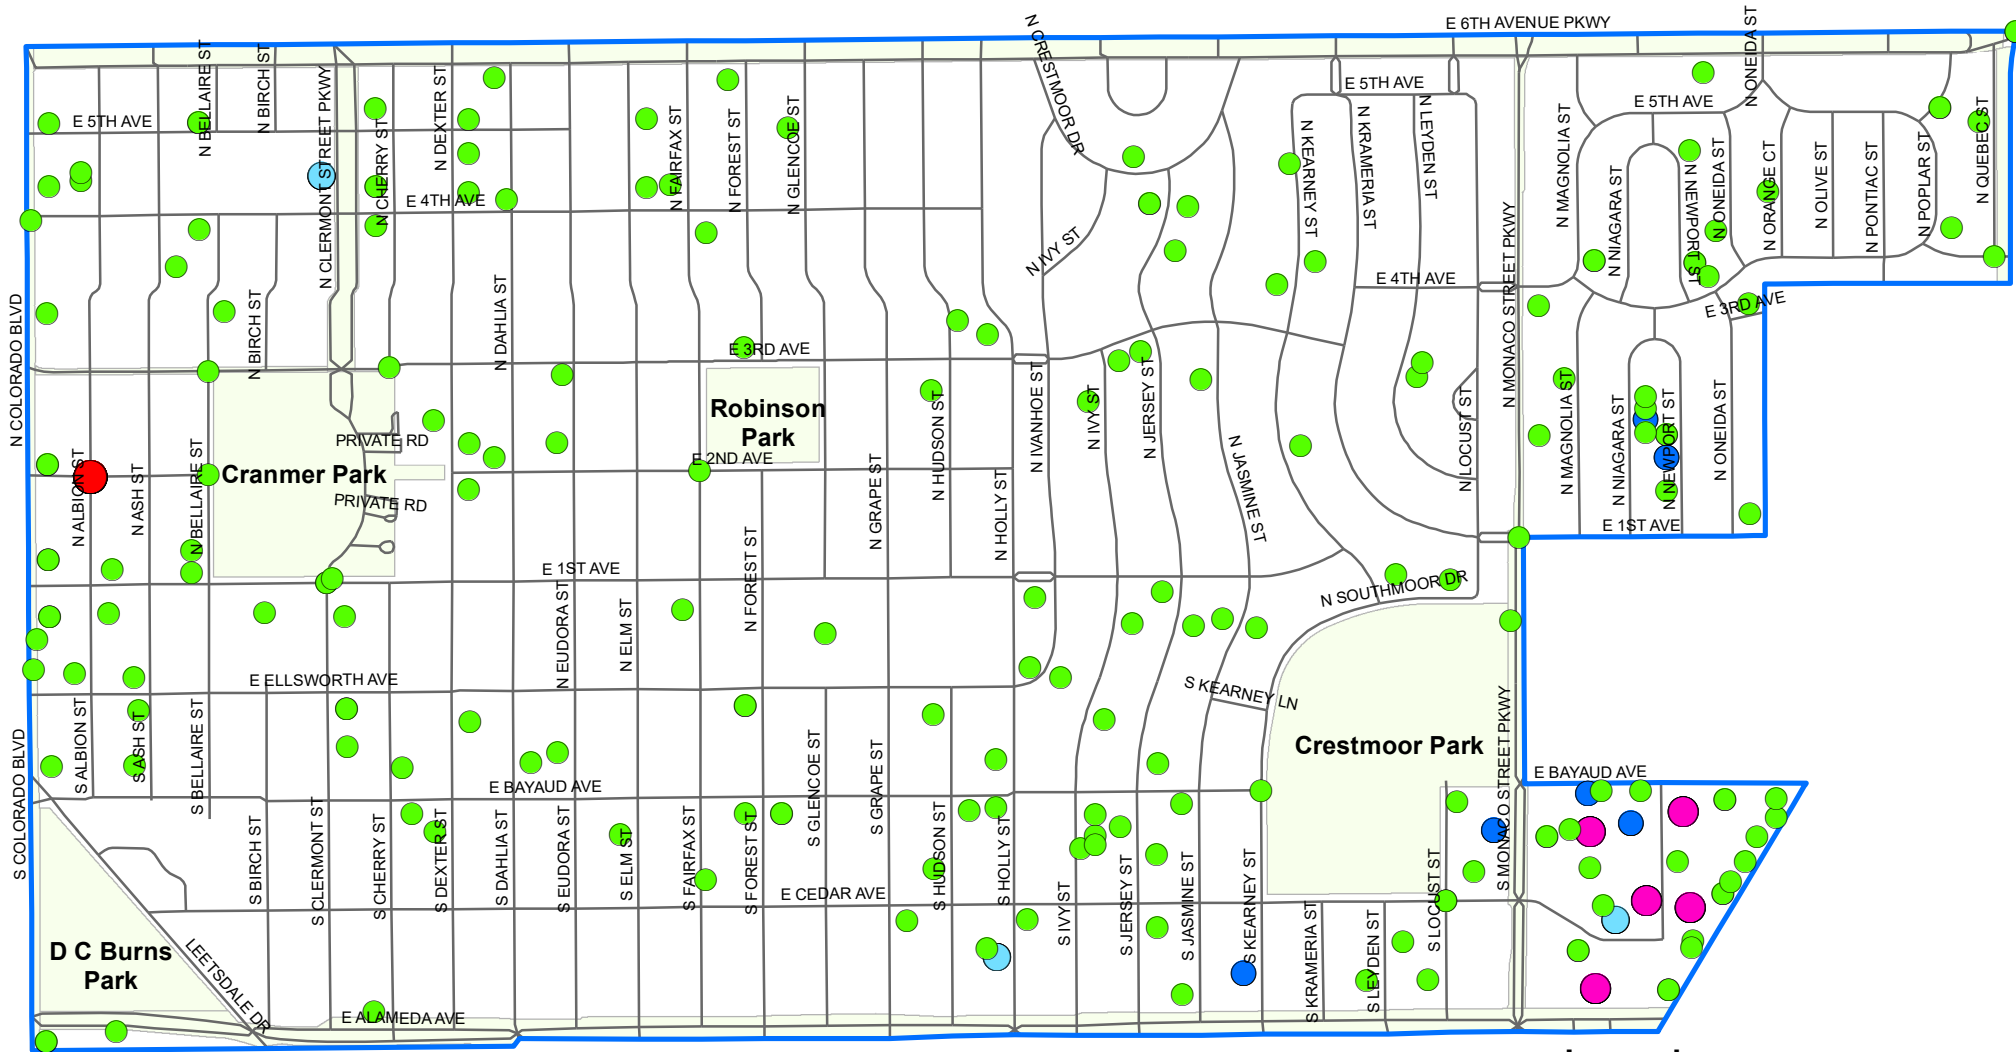 E 6TH AVENUE PKWY
N ONEIDA ST
N CRESTMOOR DR
N BELLAIRE ST
N BIRCH ST
N CLERMONT STREET PKWY
N CHERRY ST
N DEXTER ST
N FAIRFAX ST
N FOREST ST
N GLENCOE ST
E 5TH AVE
E 5TH AVE
E 5TH AVE
N KEARNEY ST
N KRAMERIA ST
N LEYDEN ST
N MAGNOLIA ST
N NIAGARA ST
N NEWPORT ST
N ONEIDA ST
N ORANGE CT
N OLIVE ST
N PONTIAC ST
N POPLAR ST
N QUEBEC ST
E 4TH AVE
N IVY ST
E 4TH AVE
N MONACO STREET PKWY
N COLORADO BLVD
N BIRCH ST
N DAHLIA ST
E 3RD AVE
E 3RD AVE
Robinson
Park
N HUDSON ST
N IVANHOE ST
N IVY ST
N JERSEY ST
N JASMINE ST
N LOCUST ST
N MAGNOLIA ST
N NIAGARA ST
N NEWPORT ST
N ONEIDA ST
PRIVATE RD
Cranmer Park
PRIVATE RD
E 2ND AVE
N ALBION ST
N ASH ST
N BELLAIRE ST
N GRAPE ST
N HOLLY ST
E 1ST AVE
E 1ST AVE
N EUDORA ST
N ELM ST
N FOREST ST
N SOUTHMOOR DR
E ELLSWORTH AVE
S KEARNEY LN
Crestmoor Park
S MONACO STREET PKWY
S COLORADO BLVD
S ALBION ST
S ASH ST
S BELLAIRE ST
E BAYAUD AVE
E BAYAUD AVE
S GLENCOE ST
S GRAPE ST
S BIRCH ST
S CLERMONT ST
S CHERRY ST
S DEXTER ST
S DAHLIA ST
S EUDORA ST
S ELM ST
S FAIRFAX ST
S FOREST ST
E CEDAR AVE
S HUDSON ST
S HOLLY ST
S IVY ST
S JERSEY ST
S JASMINE ST
S KEARNEY ST
S KRAMERIA ST
S LEYDEN ST
S LOCUST ST
D C Burns
Park
LEETSDALE DR
E ALAMEDA AVE